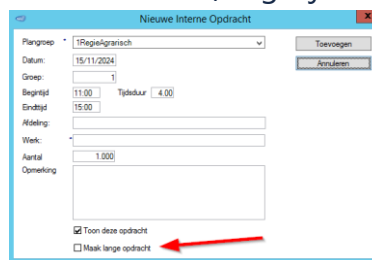 Nieuwe Interne Opdracht
x
Plangroep * 1RegieAgrarisch
Toevoegen
Datum: 15/11/2024
Annuleren
Groep: 1
Begintijd 11:00 Tijdsduur 4.00
Eindtijd 15:00
Afdeling:
Werk: *
Aantal 1.000
Opmerking
Toon deze opdracht
Maak lange opdracht